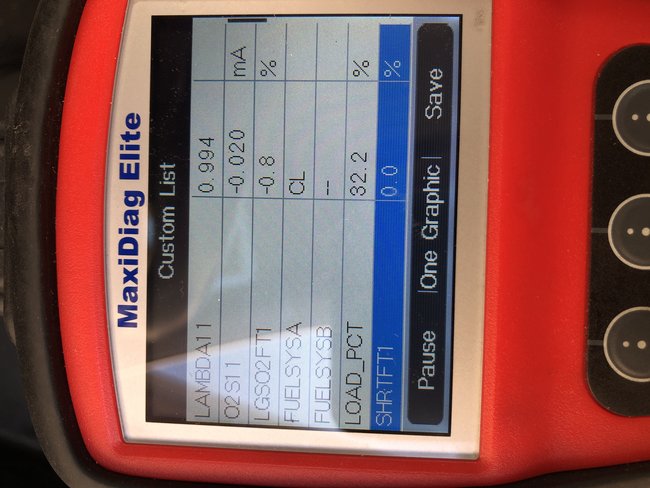 MaxiDiag Elite
Custom List
LAMBDA11 0.994
O2S11 -0.020 mA
LGSO2FT1 -0.8 %
FUELSYSA CL
FUELSYSB --
LOAD_PCT 32.2 %
SHRTFT1 0.0 %
Pause |One Graphic| Save